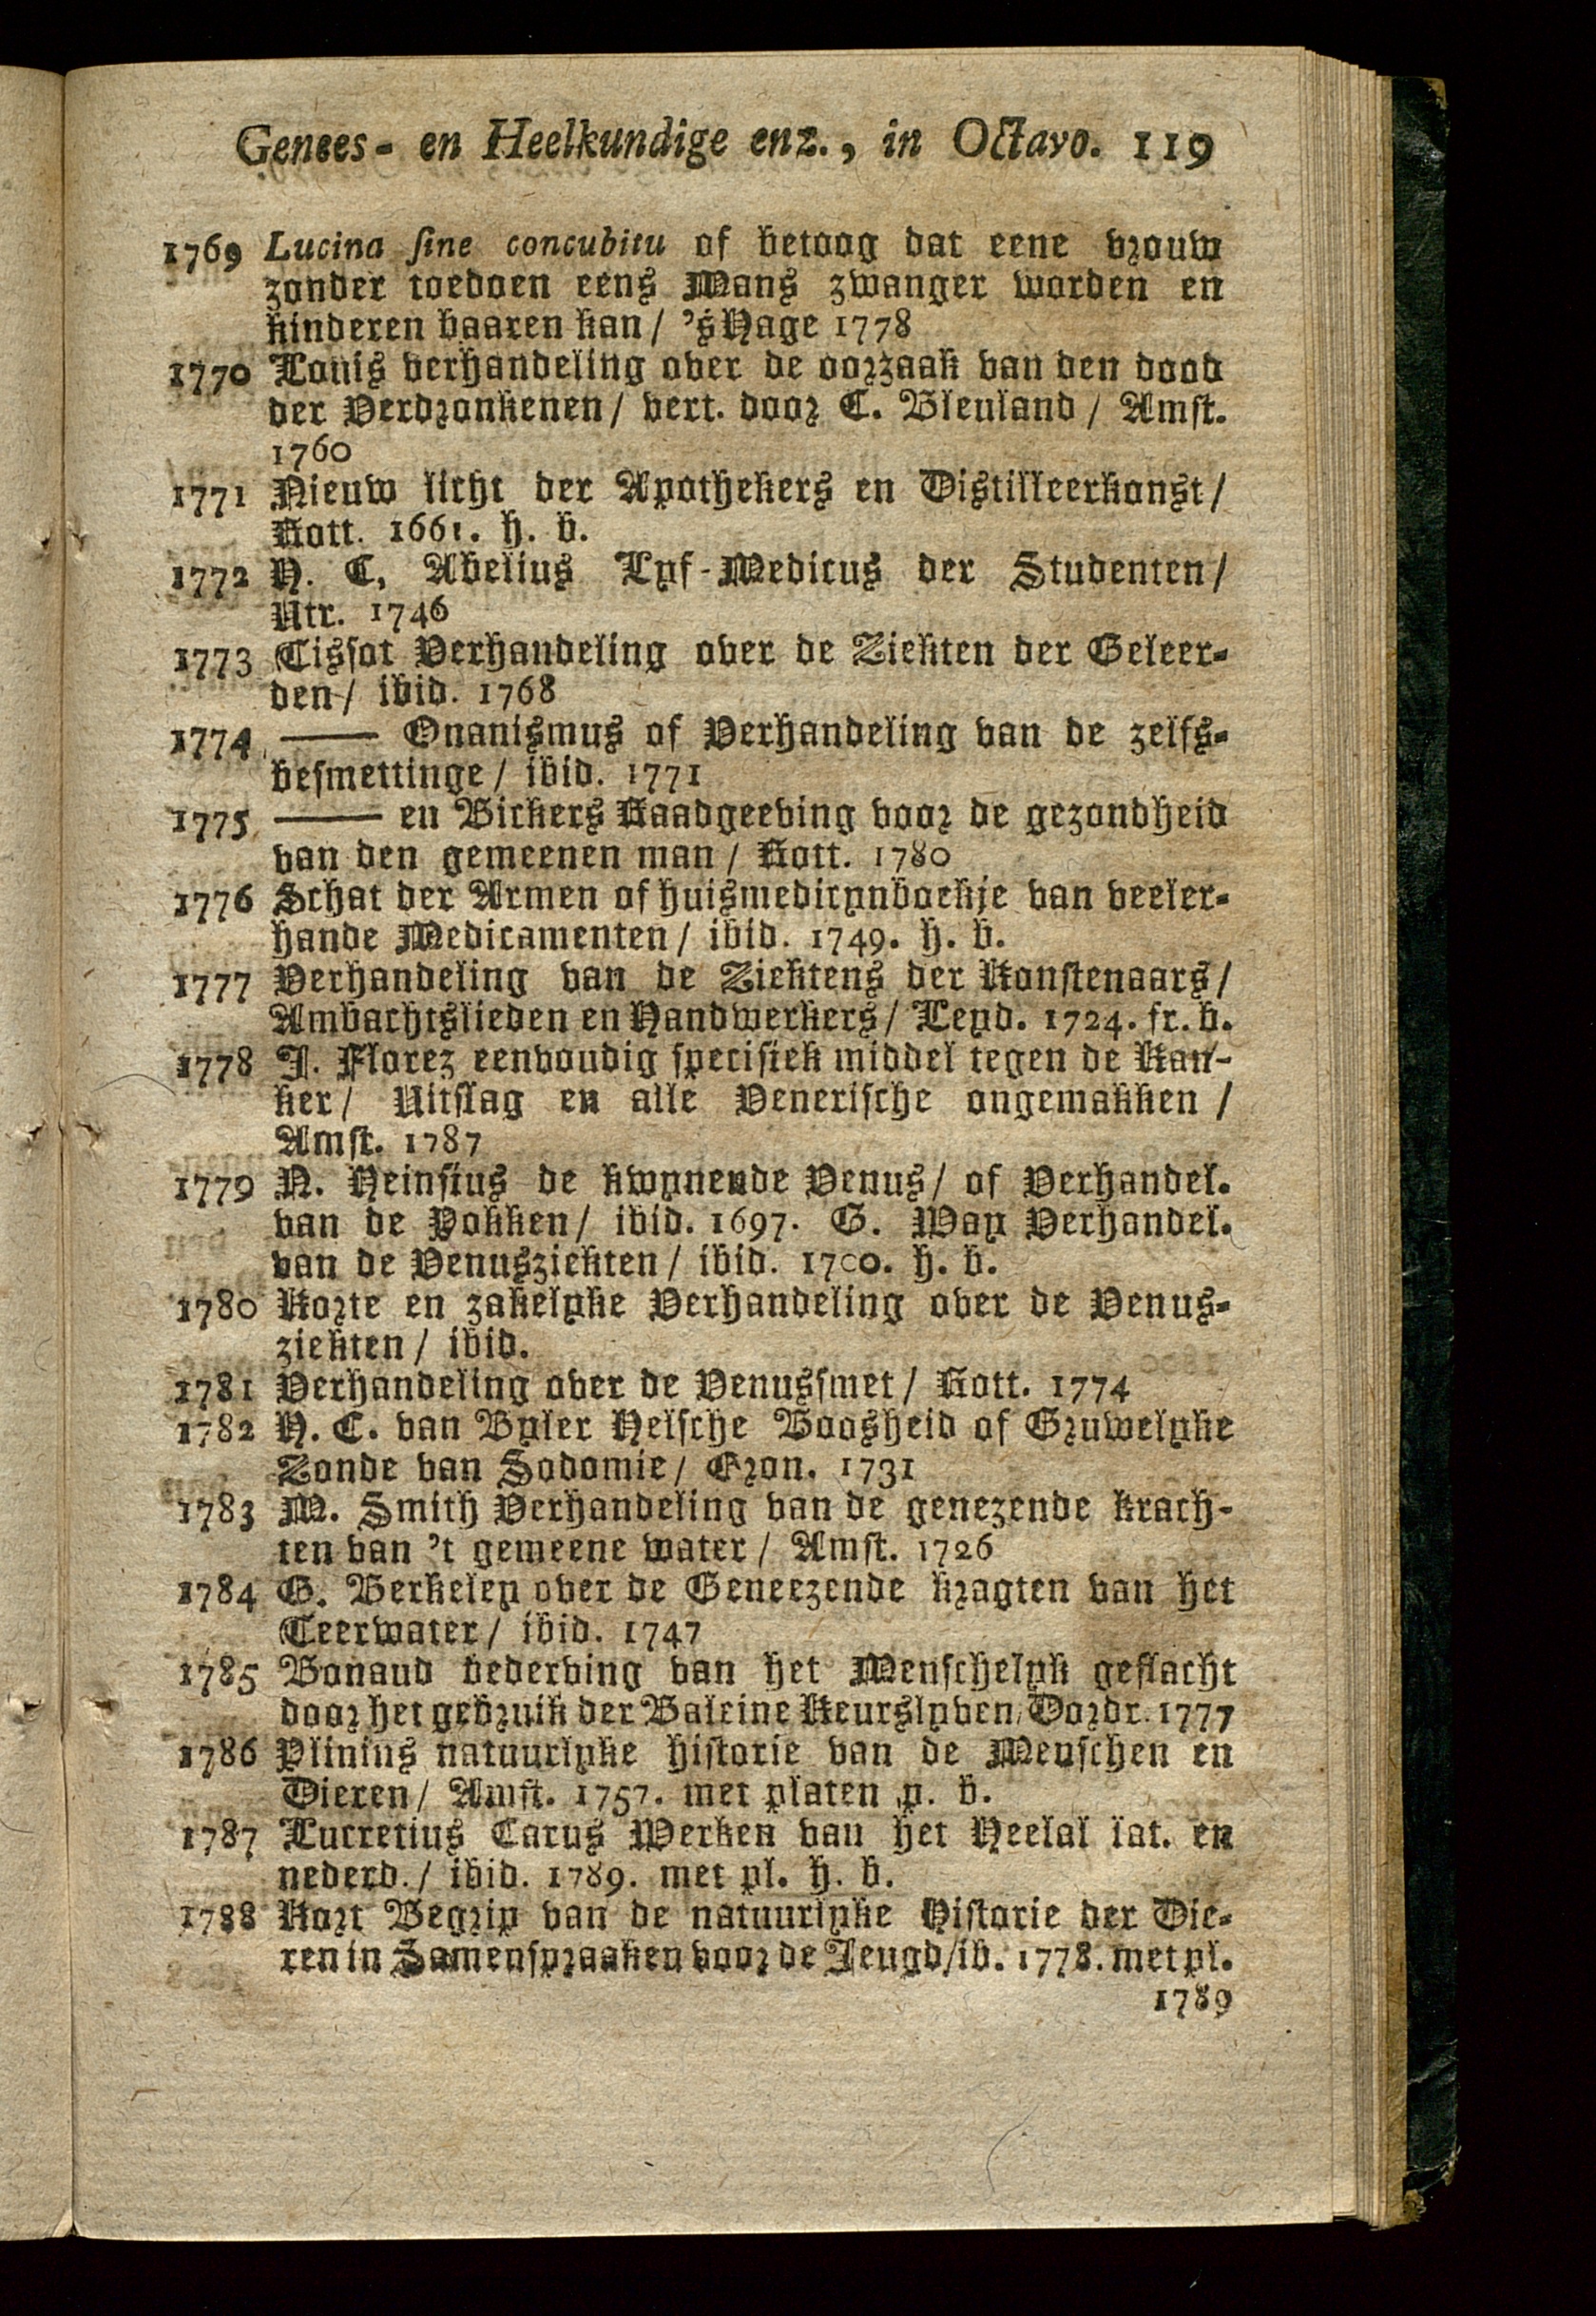 Genees- en Heelkundige enz., in Octavo. 119
1769 Lucina sine concubitu of betoog dat eene vrouw
zonder toedoen eens Mans zwanger worden en
kinderen baaren kan / 'sHage 1778
1770 Louis verhandeling over de oorzaak van den dood
der Verdronkenen / vert. door C. Bleuland / Amst.
1760
1771 Nieuw licht der Apothekers en Distilleerkonst /
Rott. 1661. h. b.
1772 H. C. Abelius Lyf-Medicus der Studenten /
Utr. 1746
1773 Tissot Verhandeling over de Ziekten der Geleer-
den / ibid. 1768
1774 —— Onanismus of Verhandeling van de zelfs-
besmettinge / ibid. 1771
1775 —— en Bickers Raadgeeving voor de gezondheid
van den gemeenen man / Rott. 1780
1776 Schat der Armen of huismedicynboekje van veeler-
hande Medicamenten / ibid. 1749. h. b.
1777 Verhandeling van de Ziektens der Konstenaars /
Ambachtslieden en Handwerkers / Leyd. 1724. fr. b.
1778 J. Florez eenvoudig specifiek middel tegen de Kan-
ker / Uitslag en alle Venerische ongemakken /
Amst. 1787
1779 N. Heinsius de kwynende Venus / of Verhandel.
van de Pokken / ibid. 1697. G. Way Verhandel.
van de Venusziekten / ibid. 1700. h. b.
1780 Korte en zakelyke Verhandeling over de Venus-
ziekten / ibid.
1781 Verhandeling over de Venussmet / Rott. 1774
1782 H. C. van Byler Helsche Boosheid of Gruwelyke
Zonde van Sodomie / Gron. 1731
1783 M. Smith Verhandeling van de genezende krach-
ten van 't gemeene water / Amst. 1726
1784 G. Berkeley over de Geneezende kragten van het
Teerwater / ibid. 1747
1785 Bonaud bederving van het Menschelyk geslacht
door het gebruik der Baleine Keurslyven, Dordr. 1777
1786 Plinius natuurlyke historie van de Menschen en
Dieren / Amst. 1757. met platen p. b.
1787 Lucretius Carus Werken van het Heelal lat. en
nederd. / ibid. 1789. met pl. h. b.
1788 Kort Begrip van de natuurlyke Historie der Die-
ren in Samenspraaken voor de Jeugd / ib. 1778. met pl.
1789